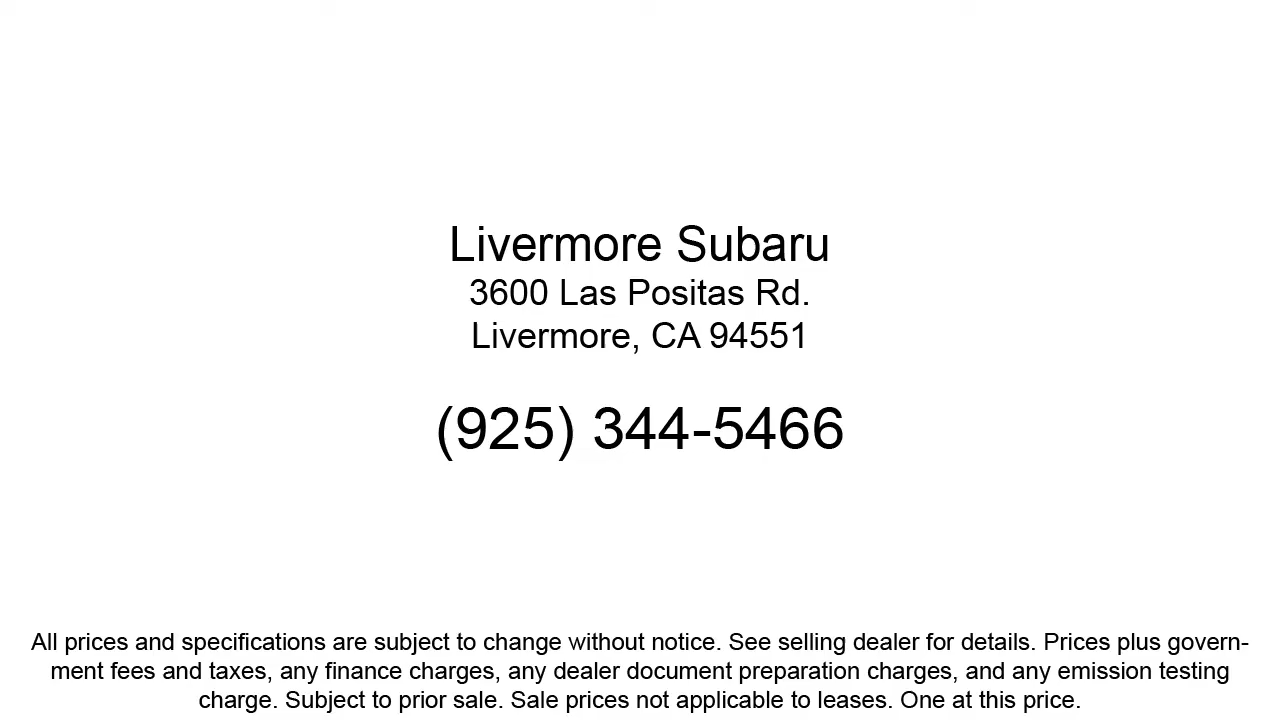 Livermore Subaru
3600 Las Positas Rd.
Livermore, CA 94551
(925) 344-5466
All prices and specifications are subject to change without notice. See selling dealer for details. Prices plus govern-
ment fees and taxes, any finance charges, any dealer document preparation charges, and any emission testing
charge. Subject to prior sale. Sale prices not applicable to leases. One at this price.